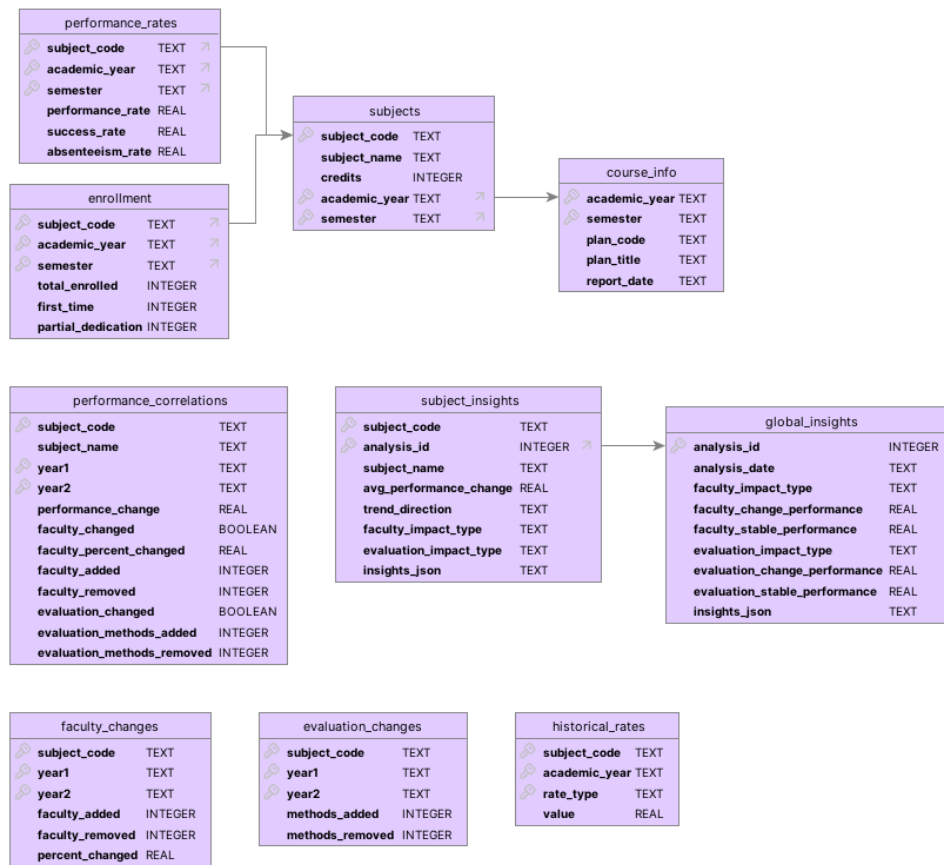 performance_rates
subject_code TEXT
academic_year TEXT
semester TEXT
performance_rate REAL
success_rate REAL
absenteeism_rate REAL
enrollment
subject_code TEXT
academic_year TEXT
semester TEXT
total_enrolled INTEGER
first_time INTEGER
partial_dedication INTEGER
subjects
subject_code TEXT
subject_name TEXT
credits INTEGER
academic_year TEXT
semester TEXT
course_info
academic_year TEXT
semester TEXT
plan_code TEXT
plan_title TEXT
report_date TEXT
performance_correlations
subject_code TEXT
subject_name TEXT
year1 TEXT
year2 TEXT
performance_change REAL
faculty_changed BOOLEAN
faculty_percent_changed REAL
faculty_added INTEGER
faculty_removed INTEGER
evaluation_changed BOOLEAN
evaluation_methods_added INTEGER
evaluation_methods_removed INTEGER
subject_insights
subject_code TEXT
analysis_id INTEGER
subject_name TEXT
avg_performance_change REAL
trend_direction TEXT
faculty_impact_type TEXT
evaluation_impact_type TEXT
insights_json TEXT
global_insights
analysis_id INTEGER
analysis_date TEXT
faculty_impact_type TEXT
faculty_change_performance REAL
faculty_stable_performance REAL
evaluation_impact_type TEXT
evaluation_change_performance REAL
evaluation_stable_performance REAL
insights_json TEXT
faculty_changes
subject_code TEXT
year1 TEXT
year2 TEXT
faculty_added INTEGER
faculty_removed INTEGER
percent_changed REAL
evaluation_changes
subject_code TEXT
year1 TEXT
year2 TEXT
methods_added INTEGER
methods_removed INTEGER
historical_rates
subject_code TEXT
academic_year TEXT
rate_type TEXT
value REAL